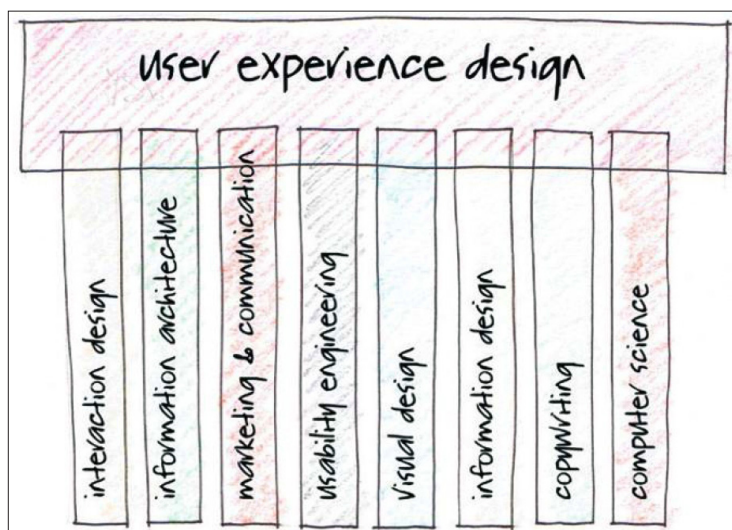 user experience design
interaction design
information architecture
marketing & communication
usability engineering
visual design
information design
copywriting
computer science